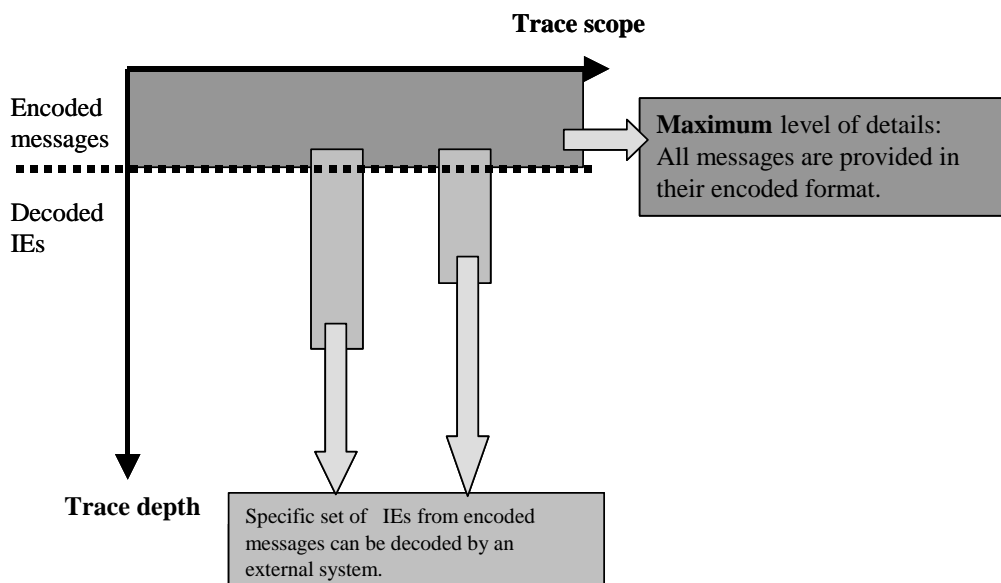 Trace scope
Encoded
messages
Maximum level of details:
All messages are provided in
their encoded format.
Decoded
IEs
Trace depth
Specific set of IEs from encoded
messages can be decoded by an
external system.